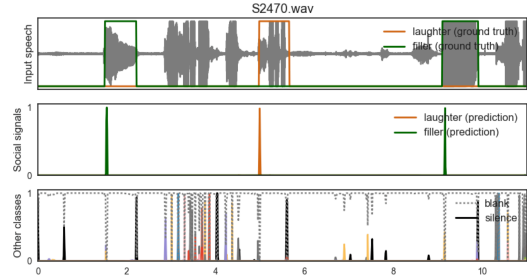 S2470.wav
Input speech
laughter (ground truth)
filler (ground truth)
1
0
Social signals
laughter (prediction)
filler (prediction)
1
0
Other classes
blank
silence
0 2 4 6 8 10